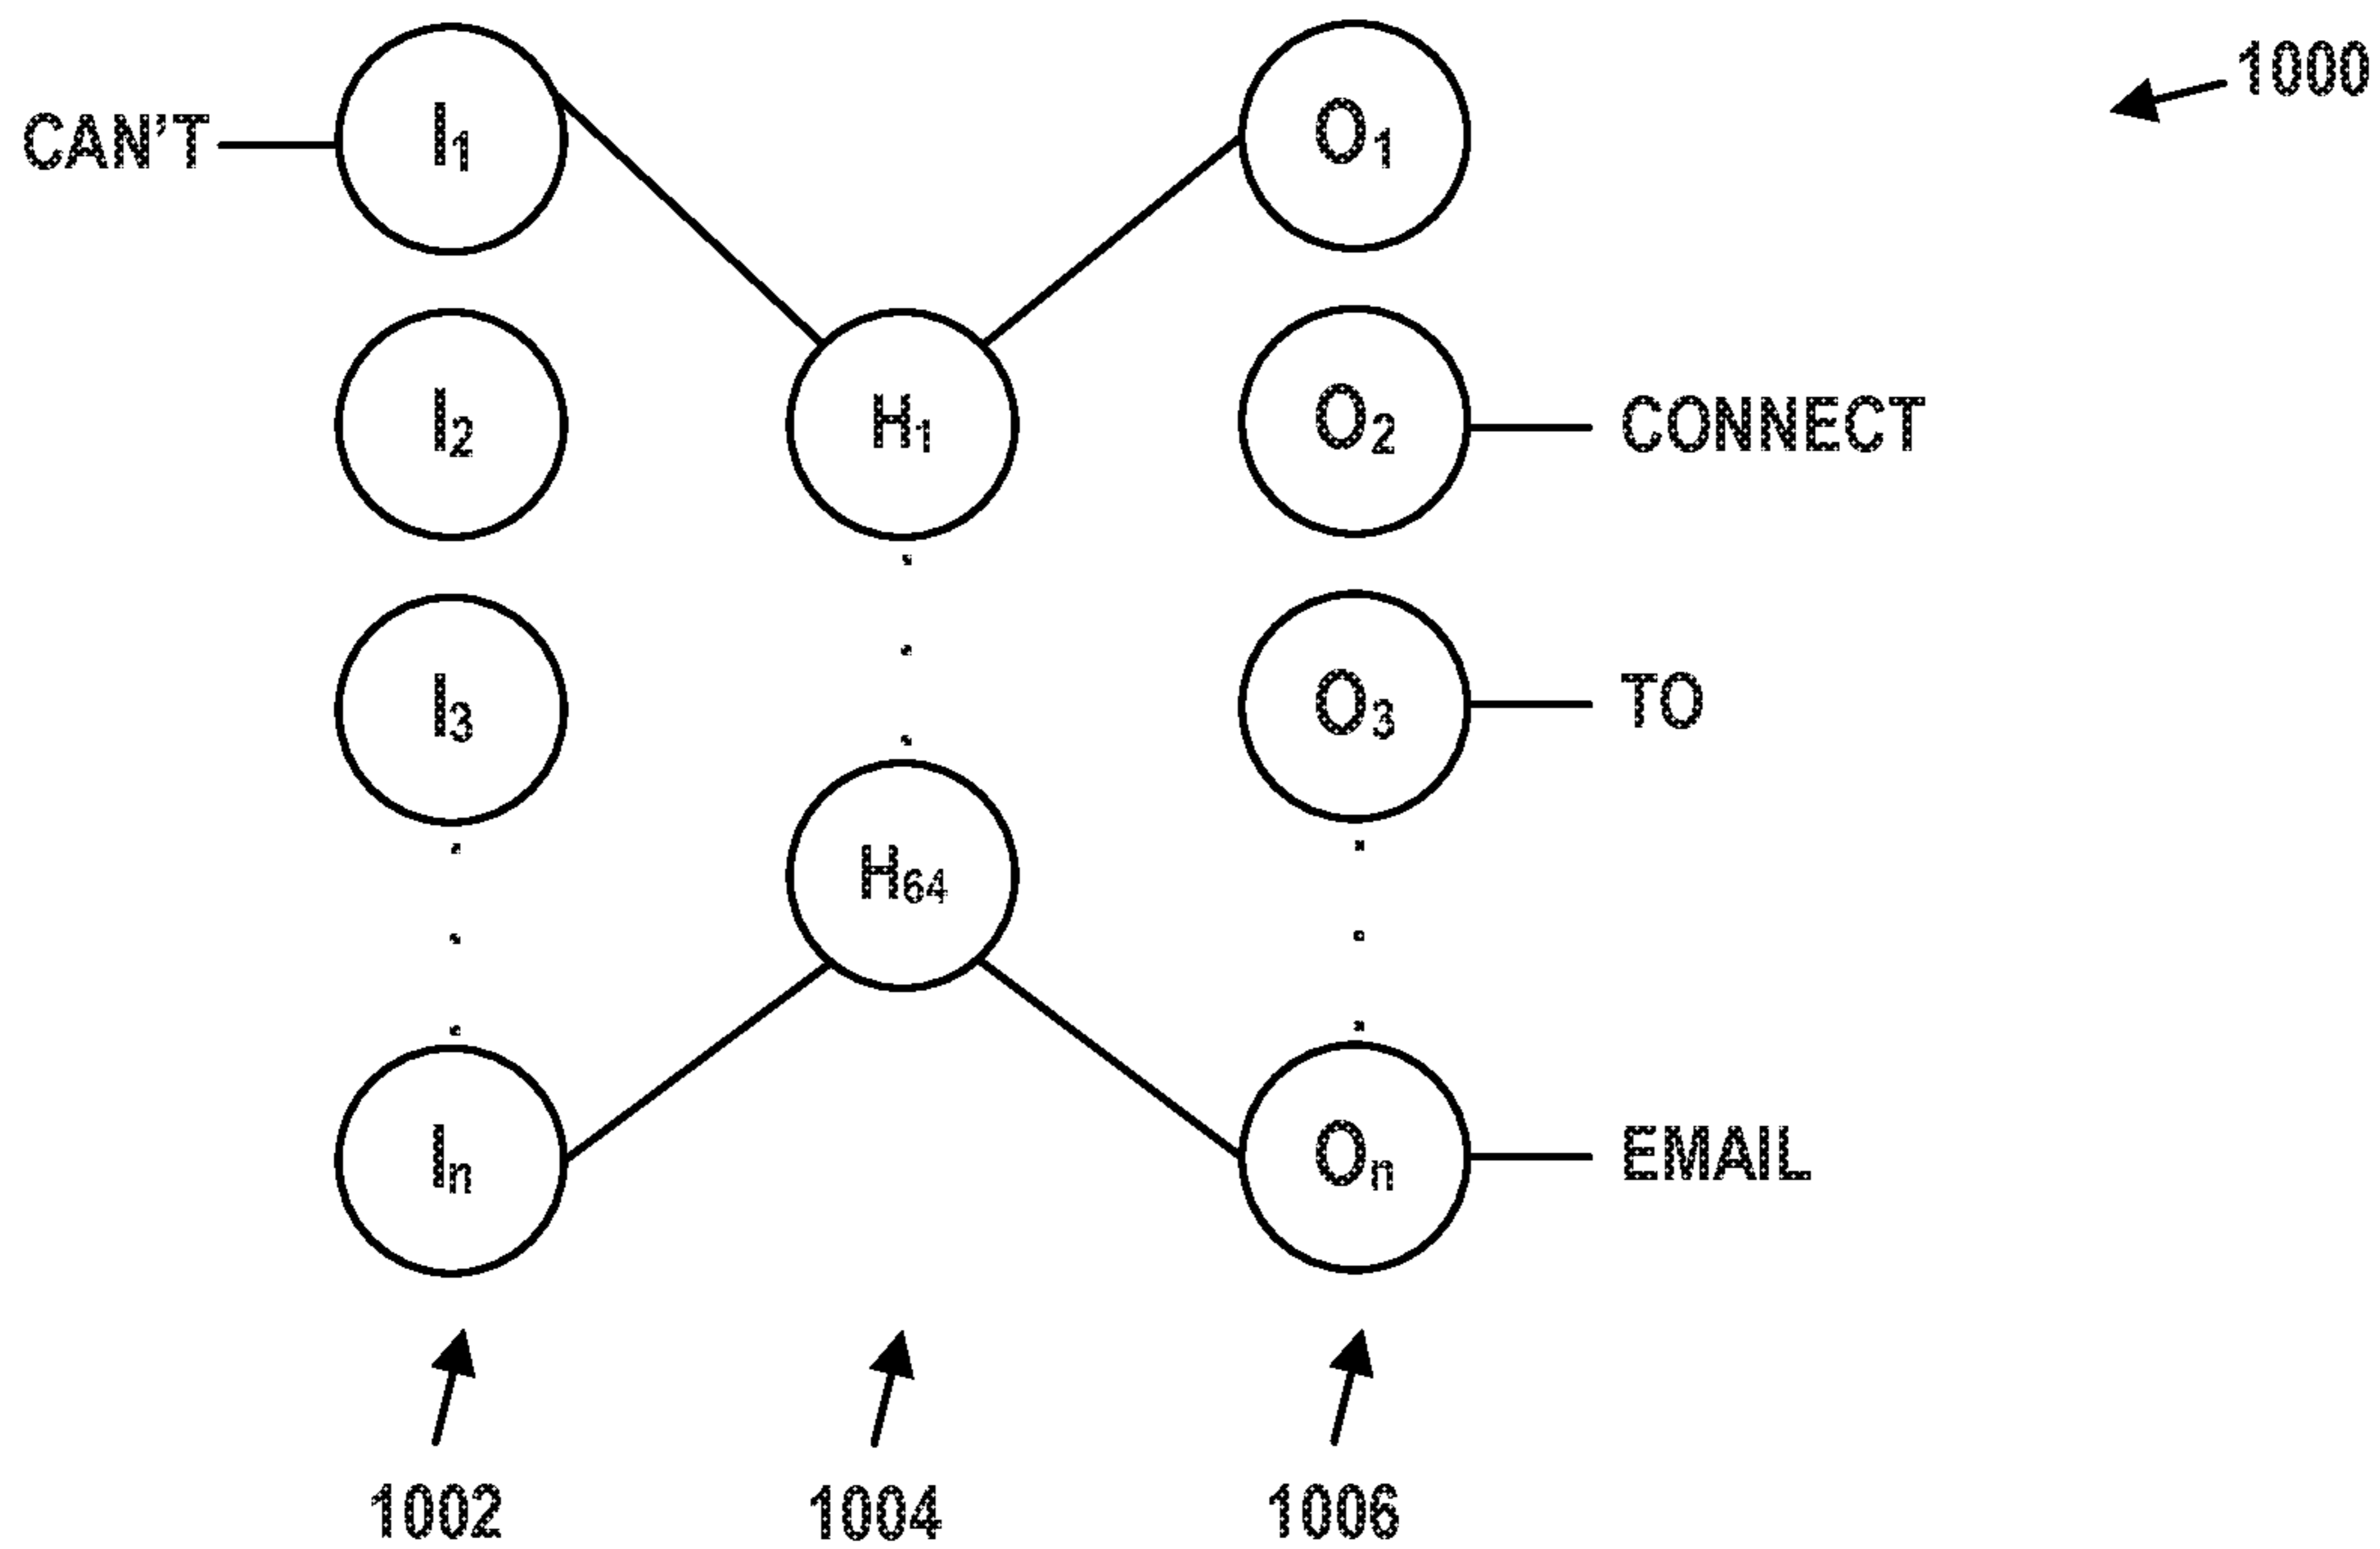 1000
CAN'T
I1
O1
I2
H1
O2
CONNECT
I3
O3
TO
H64
In
On
EMAIL
1002
1004
1006